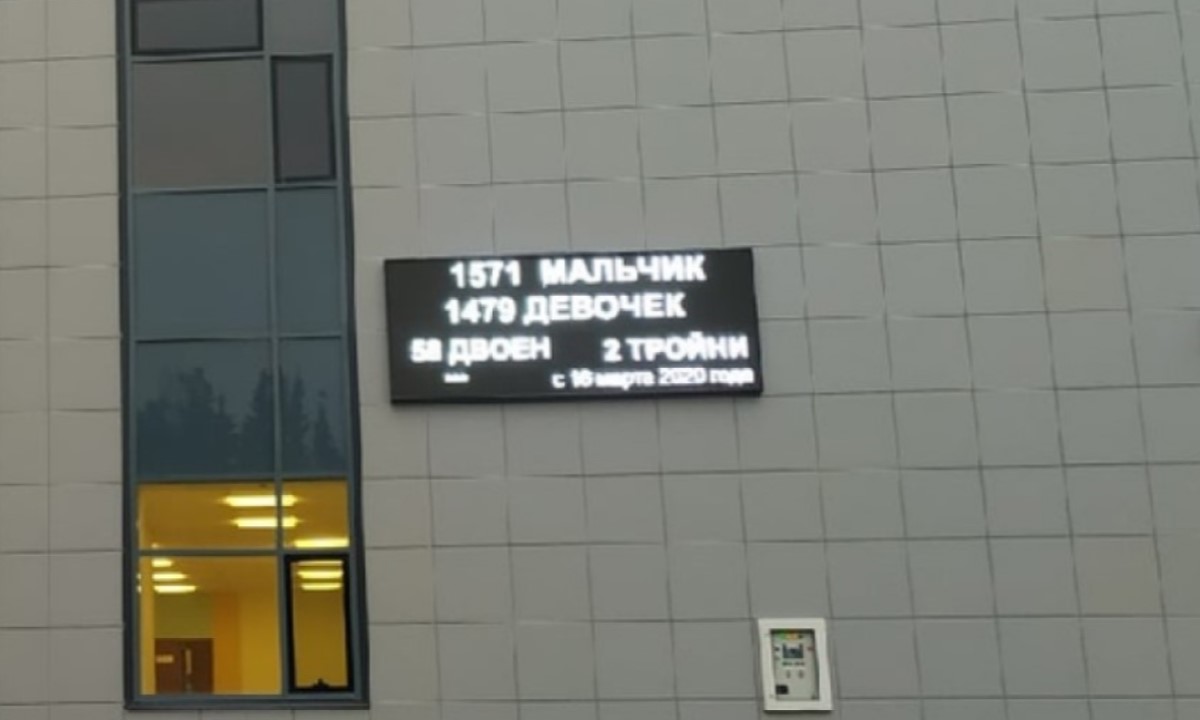 1571 МАЛЬЧИК
1479 ДЕВОЧЕК
58 ДВОЕН 2 ТРОЙНИ
с 16 марта 2020 года